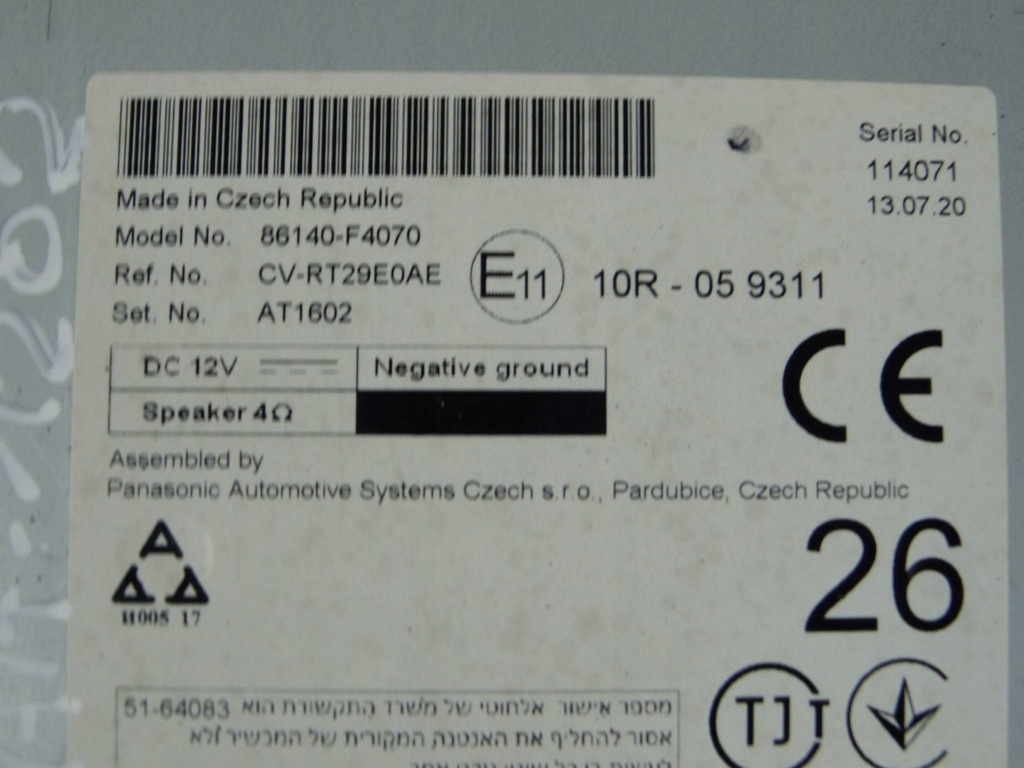 Serial No.
114071
13.07.20
Made in Czech Republic
Model No. 86140-F4070
Ref. No. CV-RT29E0AE
Set. No. AT1602
E11 10R - 05 9311
DC 12V Negative ground
Speaker 4Ω
CE
Assembled by
Panasonic Automotive Systems Czech s.r.o., Pardubice, Czech Republic
26
H005 17
TJT
מספר אישור אלחוטי של משרד התקשורת הוא 51-64083
אסור להחליף את האנטנה המקורית של המכשיר ולא